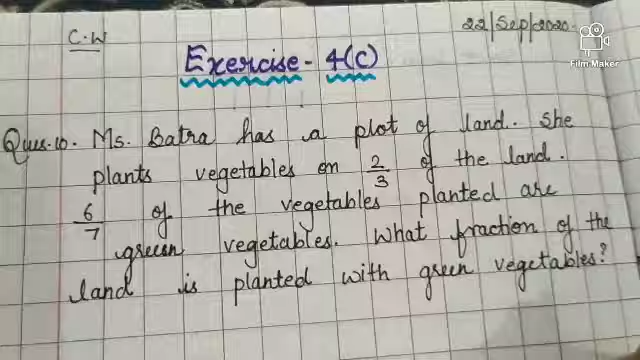 C.W
22/Sep/2020.
Film Maker
Exercise - 4(C)
Ques.10. Ms. Batra has a plot of land. She
plants vegetables on 2/3 of the land.
6/7 of the vegetables planted are
green vegetables. What fraction of the
land is planted with green vegetables?